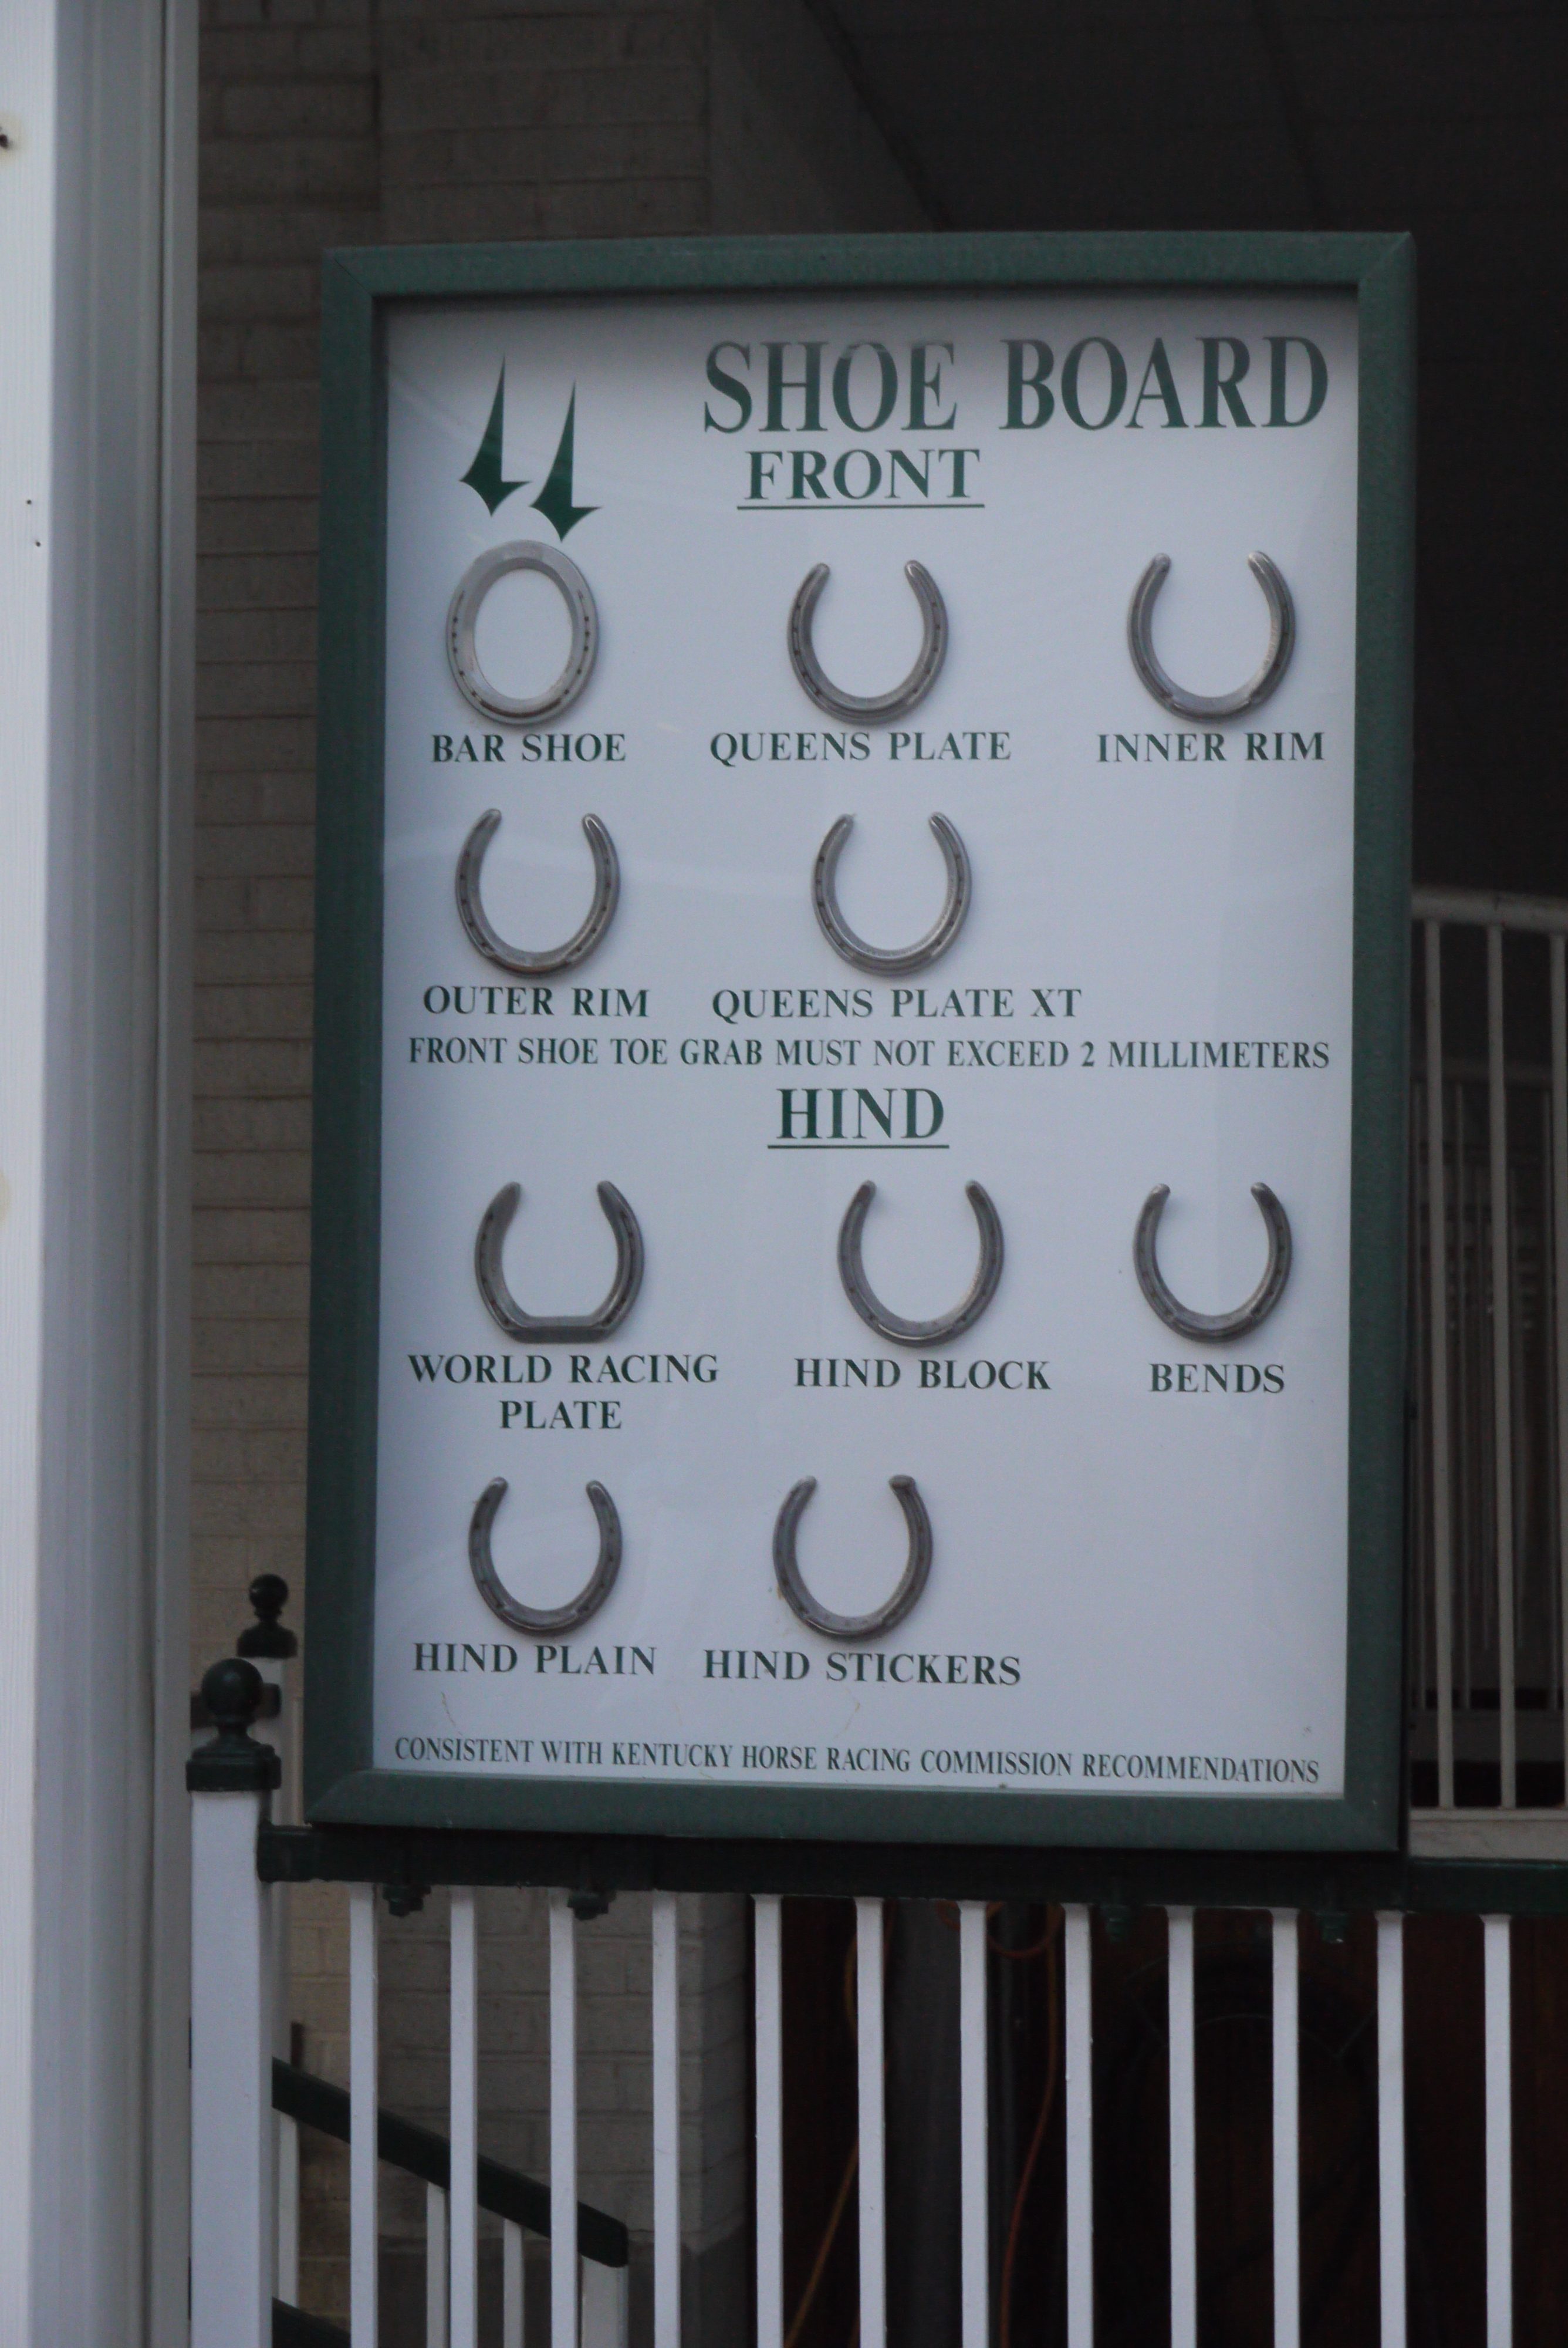 SHOE BOARD
FRONT
BAR SHOE QUEENS PLATE INNER RIM
OUTER RIM QUEENS PLATE XT
FRONT SHOE TOE GRAB MUST NOT EXCEED 2 MILLIMETERS
HIND
WORLD RACING PLATE HIND BLOCK BENDS
HIND PLAIN HIND STICKERS
CONSISTENT WITH KENTUCKY HORSE RACING COMMISSION RECOMMENDATIONS